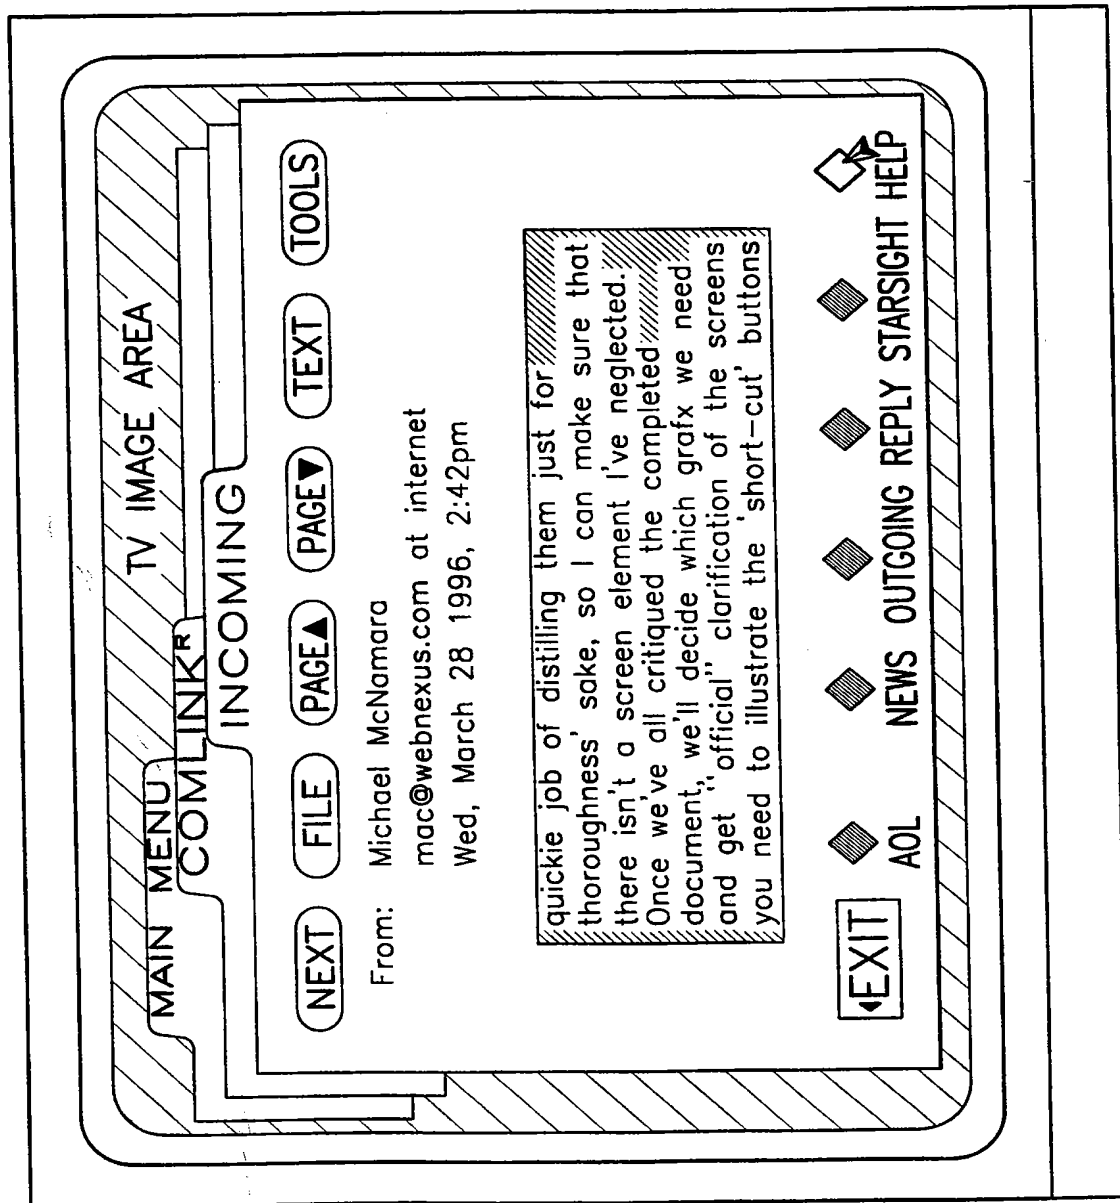 TV IMAGE AREA
MAIN MENU
COMLINKᴿ
INCOMING
NEXT FILE PAGE▲ PAGE▼ TEXT TOOLS
From: Michael McNamara
mac@webnexus.com at internet
Wed, March 28 1996, 2:42pm
quickie job of distilling them just for
thoroughness' sake, so I can make sure that
there isn't a screen element I've neglected.
Once we've all critiqued the completed
document, we'll decide which grafx we need
and get "official" clarification of the screens
you need to illustrate the 'short-cut' buttons
◂EXIT
AOL NEWS OUTGOING REPLY STARSIGHT HELP